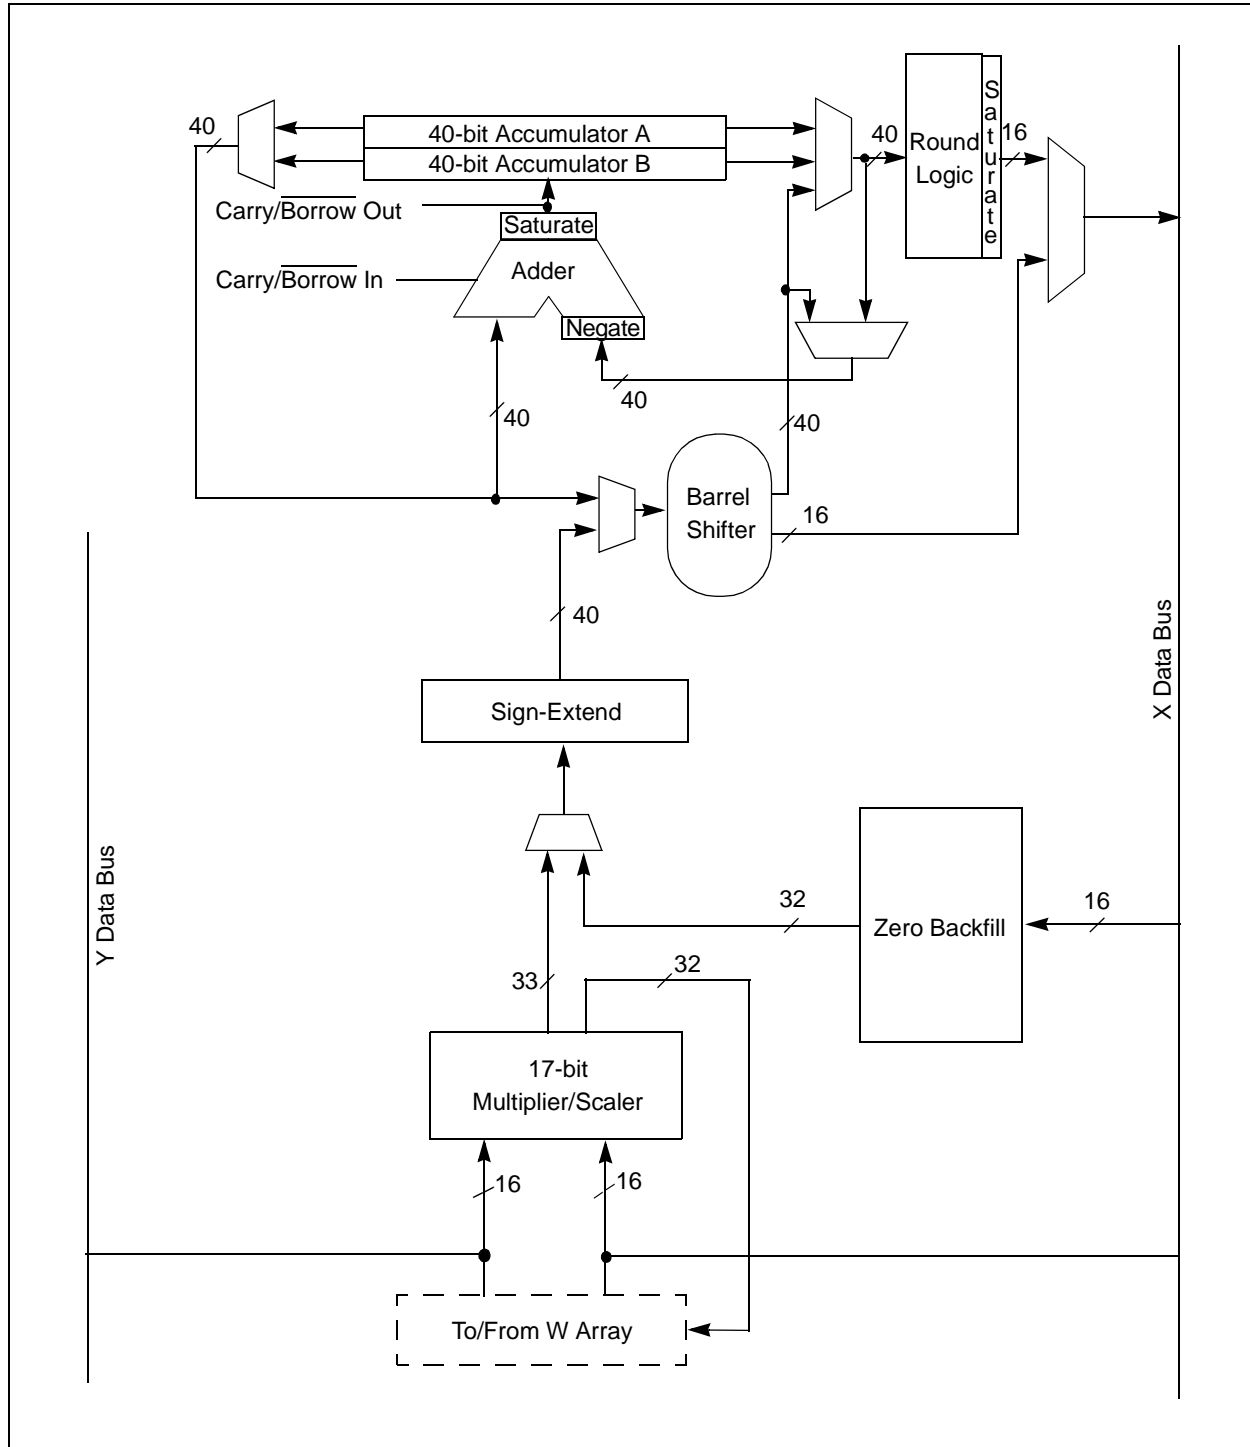 40
40-bit Accumulator A
40-bit Accumulator B
Carry/Borrow Out
Saturate
Carry/Borrow In
Adder
Negate
40
Round
Logic
Saturate
16
40
40
40
Barrel
Shifter
16
40
X Data Bus
Sign-Extend
Y Data Bus
32
Zero Backfill
16
33
32
17-bit
Multiplier/Scaler
16
16
To/From W Array